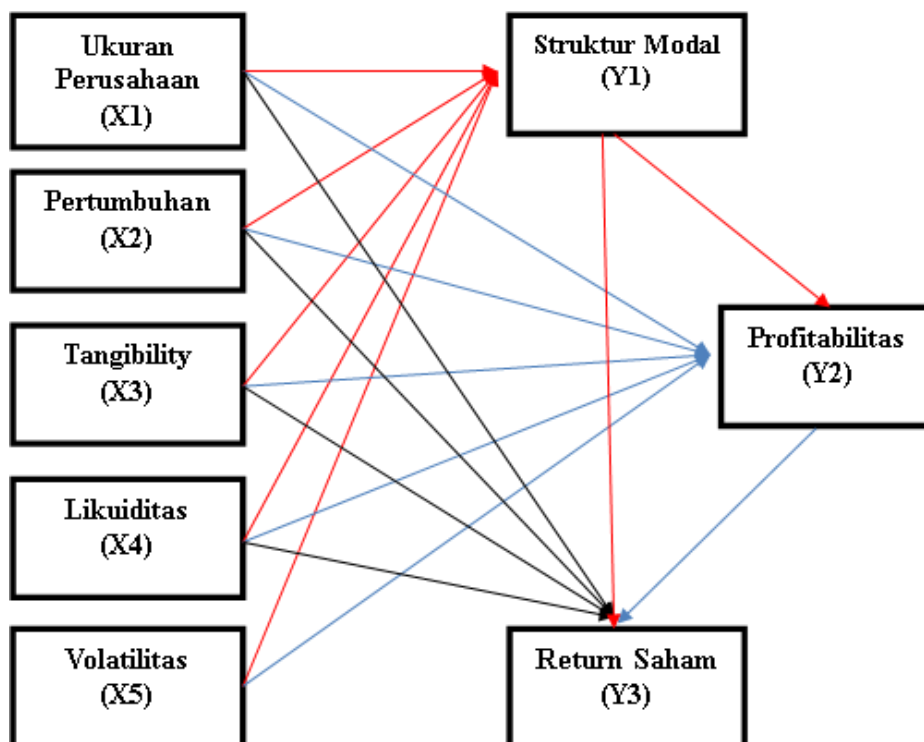 Ukuran
Perusahaan
(X1)
Struktur Modal
(Y1)
Pertumbuhan
(X2)
Tangibility
(X3)
Profitabilitas
(Y2)
Likuiditas
(X4)
Volatilitas
(X5)
Return Saham
(Y3)